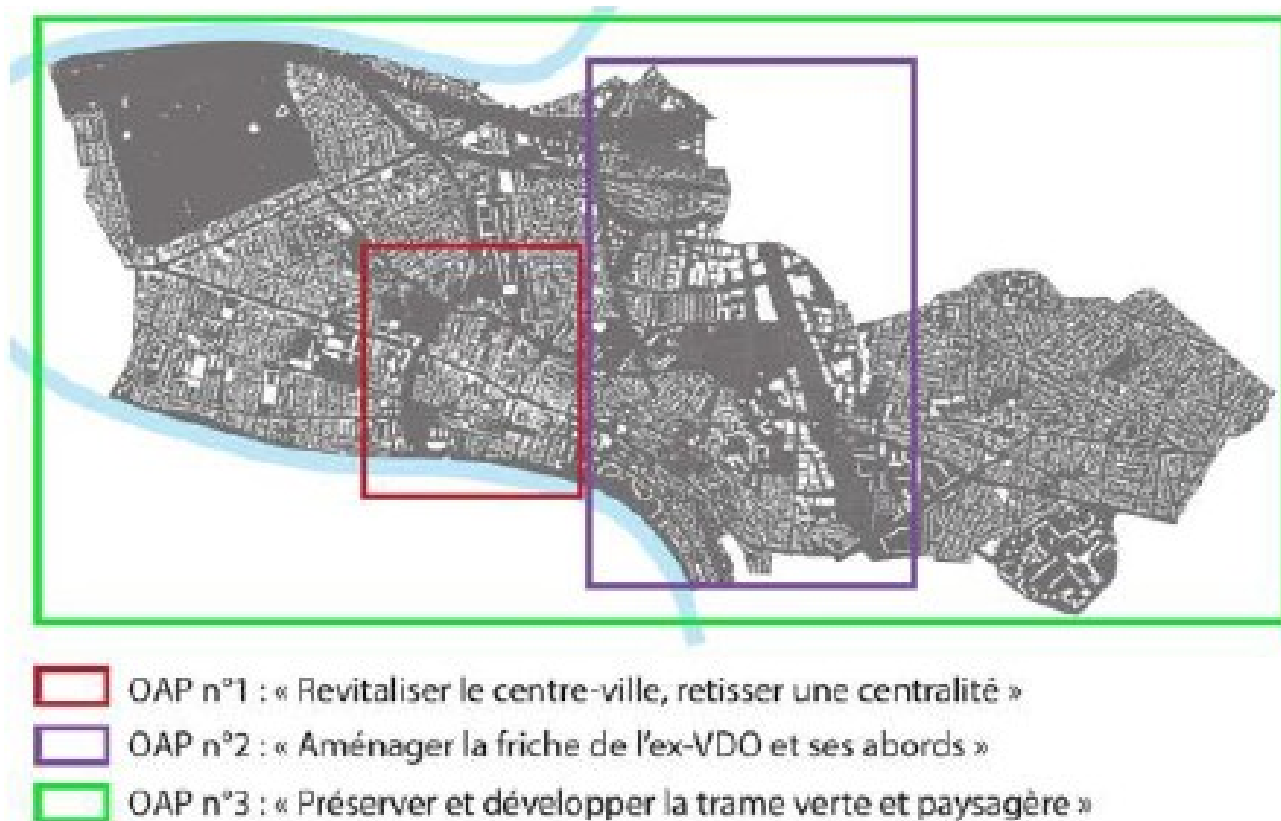 OAP n°1 : « Revitaliser le centre-ville, retisser une centralité »
OAP n°2 : « Aménager la friche de l'ex-VDO et ses abords »
OAP n°3 : « Préserver et développer la trame verte et paysagère »